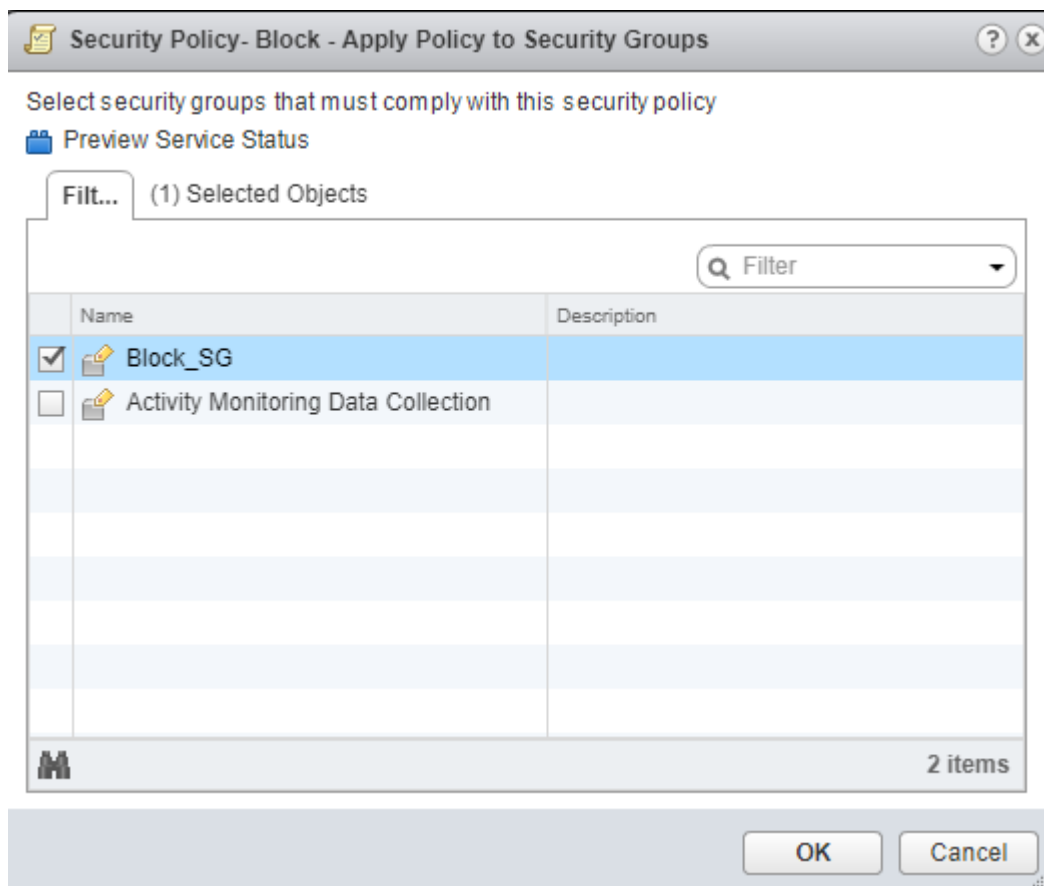 Security Policy- Block - Apply Policy to Security Groups
?
x
Select security groups that must comply with this security policy
Preview Service Status
Filt...
(1) Selected Objects
Filter
Name
Description
Block_SG
Activity Monitoring Data Collection
2 items
OK
Cancel